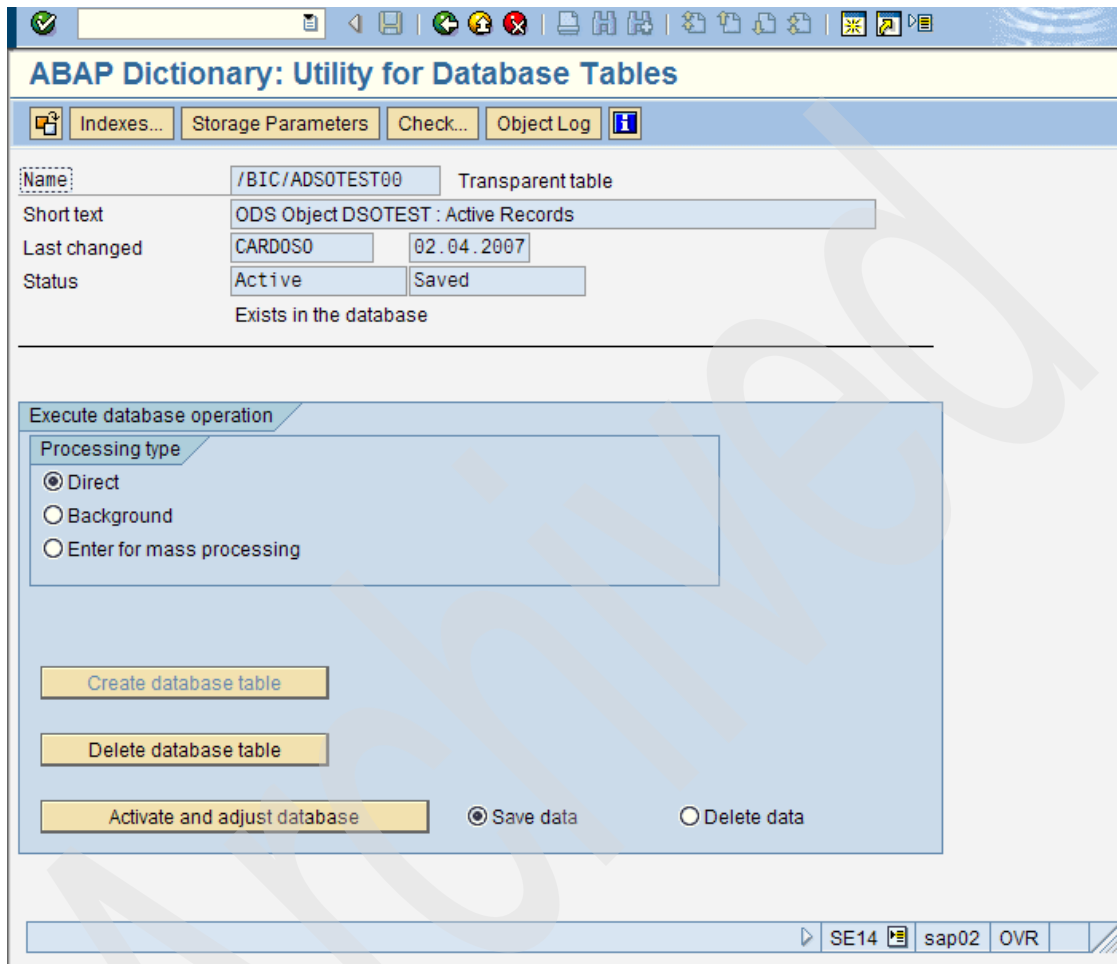 ABAP Dictionary: Utility for Database Tables
Indexes... Storage Parameters Check... Object Log
Name /BIC/ADSOTEST00 Transparent table
Short text ODS Object DSOTEST : Active Records
Last changed CARDOSO 02.04.2007
Status Active Saved
Exists in the database
Execute database operation
Processing type
Direct
Background
Enter for mass processing
Create database table
Delete database table
Activate and adjust database Save data Delete data
SE14 sap02 OVR
Archived